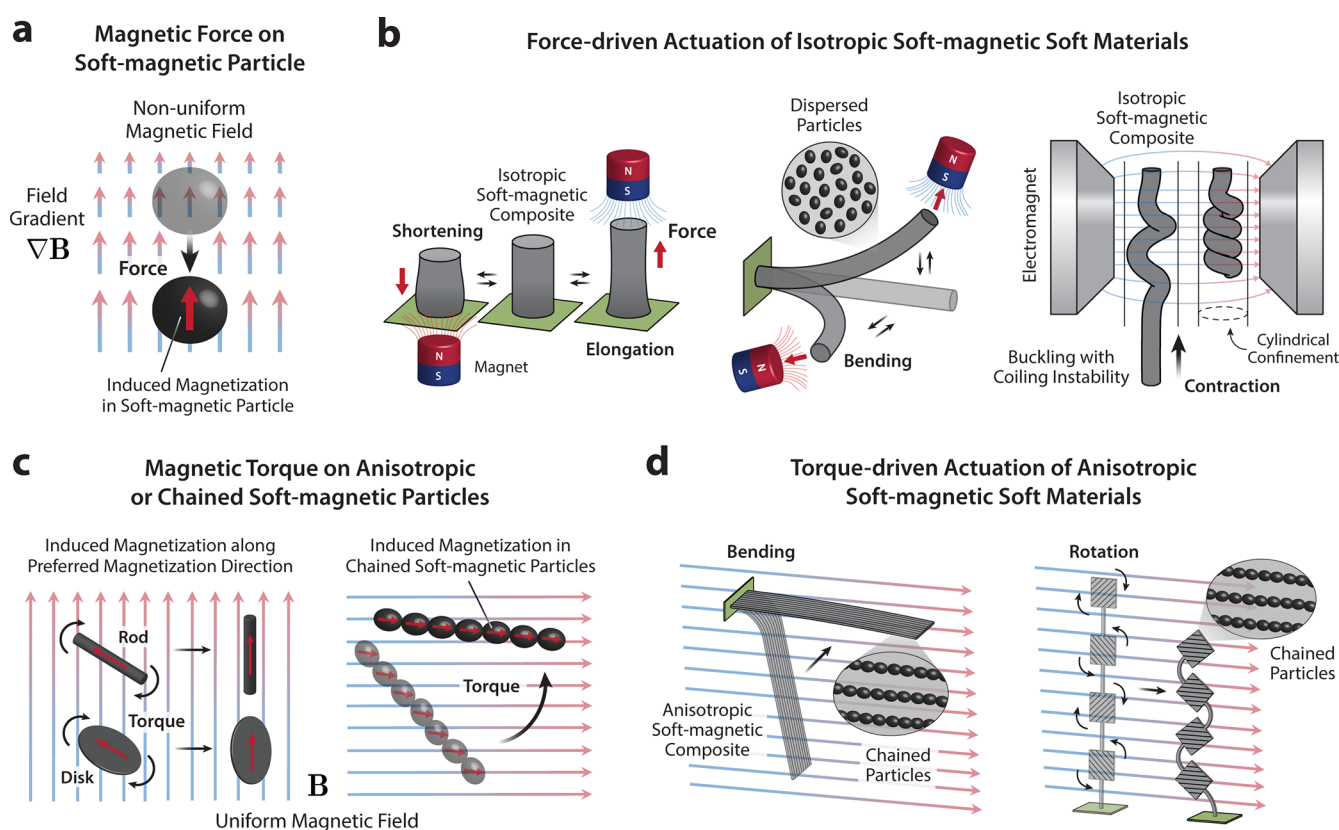 a
Magnetic Force on
Soft-magnetic Particle
Non-uniform
Magnetic Field
Field
Gradient
∇B
Force
Induced Magnetization
in Soft-magnetic Particle
b
Force-driven Actuation of Isotropic Soft-magnetic Soft Materials
Shortening
Isotropic
Soft-magnetic
Composite
N
S
Force
N
S
Magnet
Elongation
Dispersed
Particles
N
S
N
S
Bending
Isotropic
Soft-magnetic
Composite
Electromagnet
Buckling with
Coiling Instability
Contraction
Cylindrical
Confinement
c
Magnetic Torque on Anisotropic
or Chained Soft-magnetic Particles
Induced Magnetization along
Preferred Magnetization Direction
Rod
Torque
Disk
Induced Magnetization in
Chained Soft-magnetic Particles
Torque
B
Uniform Magnetic Field
d
Torque-driven Actuation of Anisotropic
Soft-magnetic Soft Materials
Bending
Anisotropic
Soft-magnetic
Composite
Chained
Particles
Rotation
Chained
Particles